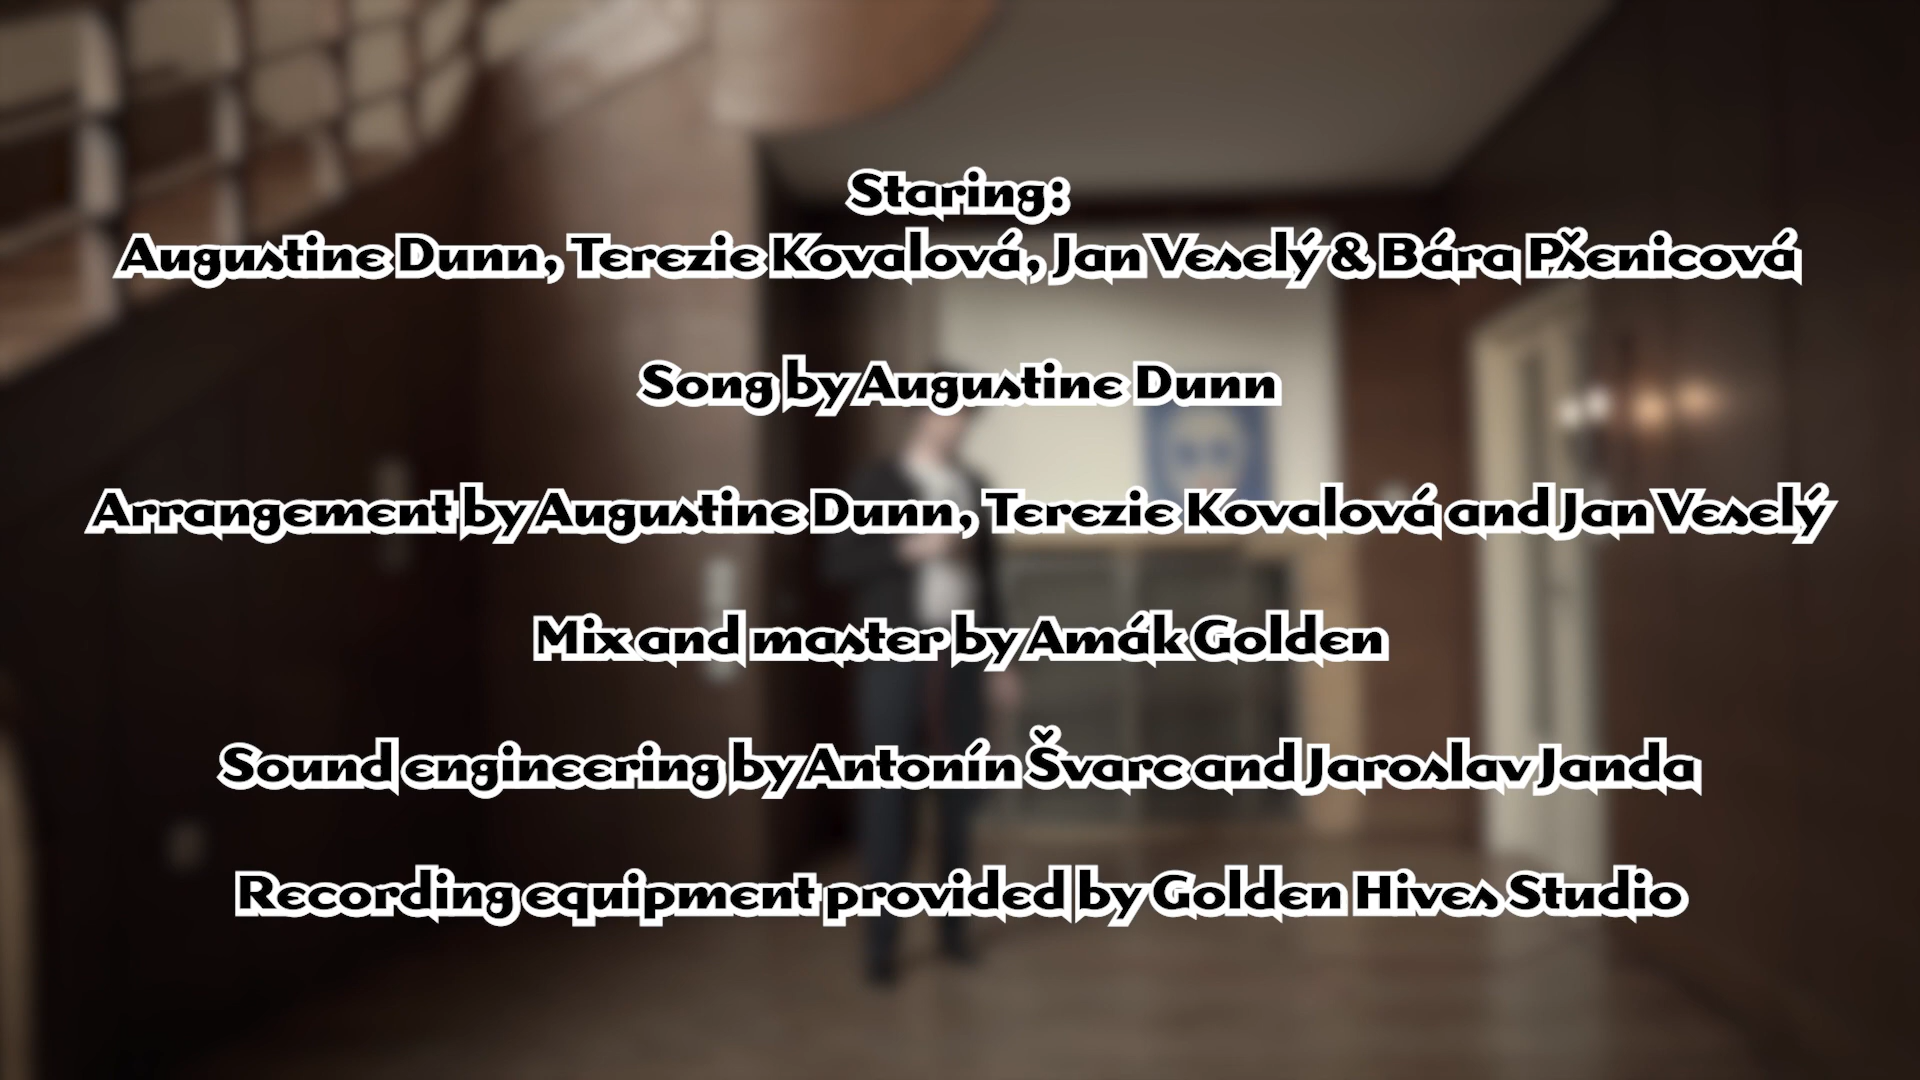 Staring:
Augustine Dunn, Terezie Kovalová, Jan Veselý & Bára Pšenicová
Song by Augustine Dunn
Arrangement by Augustine Dunn, Terezie Kovalová and Jan Veselý
Mix and master by Amák Golden
Sound engineering by Antonín Švarc and Jaroslav Janda
Recording equipment provided by Golden Hives Studio